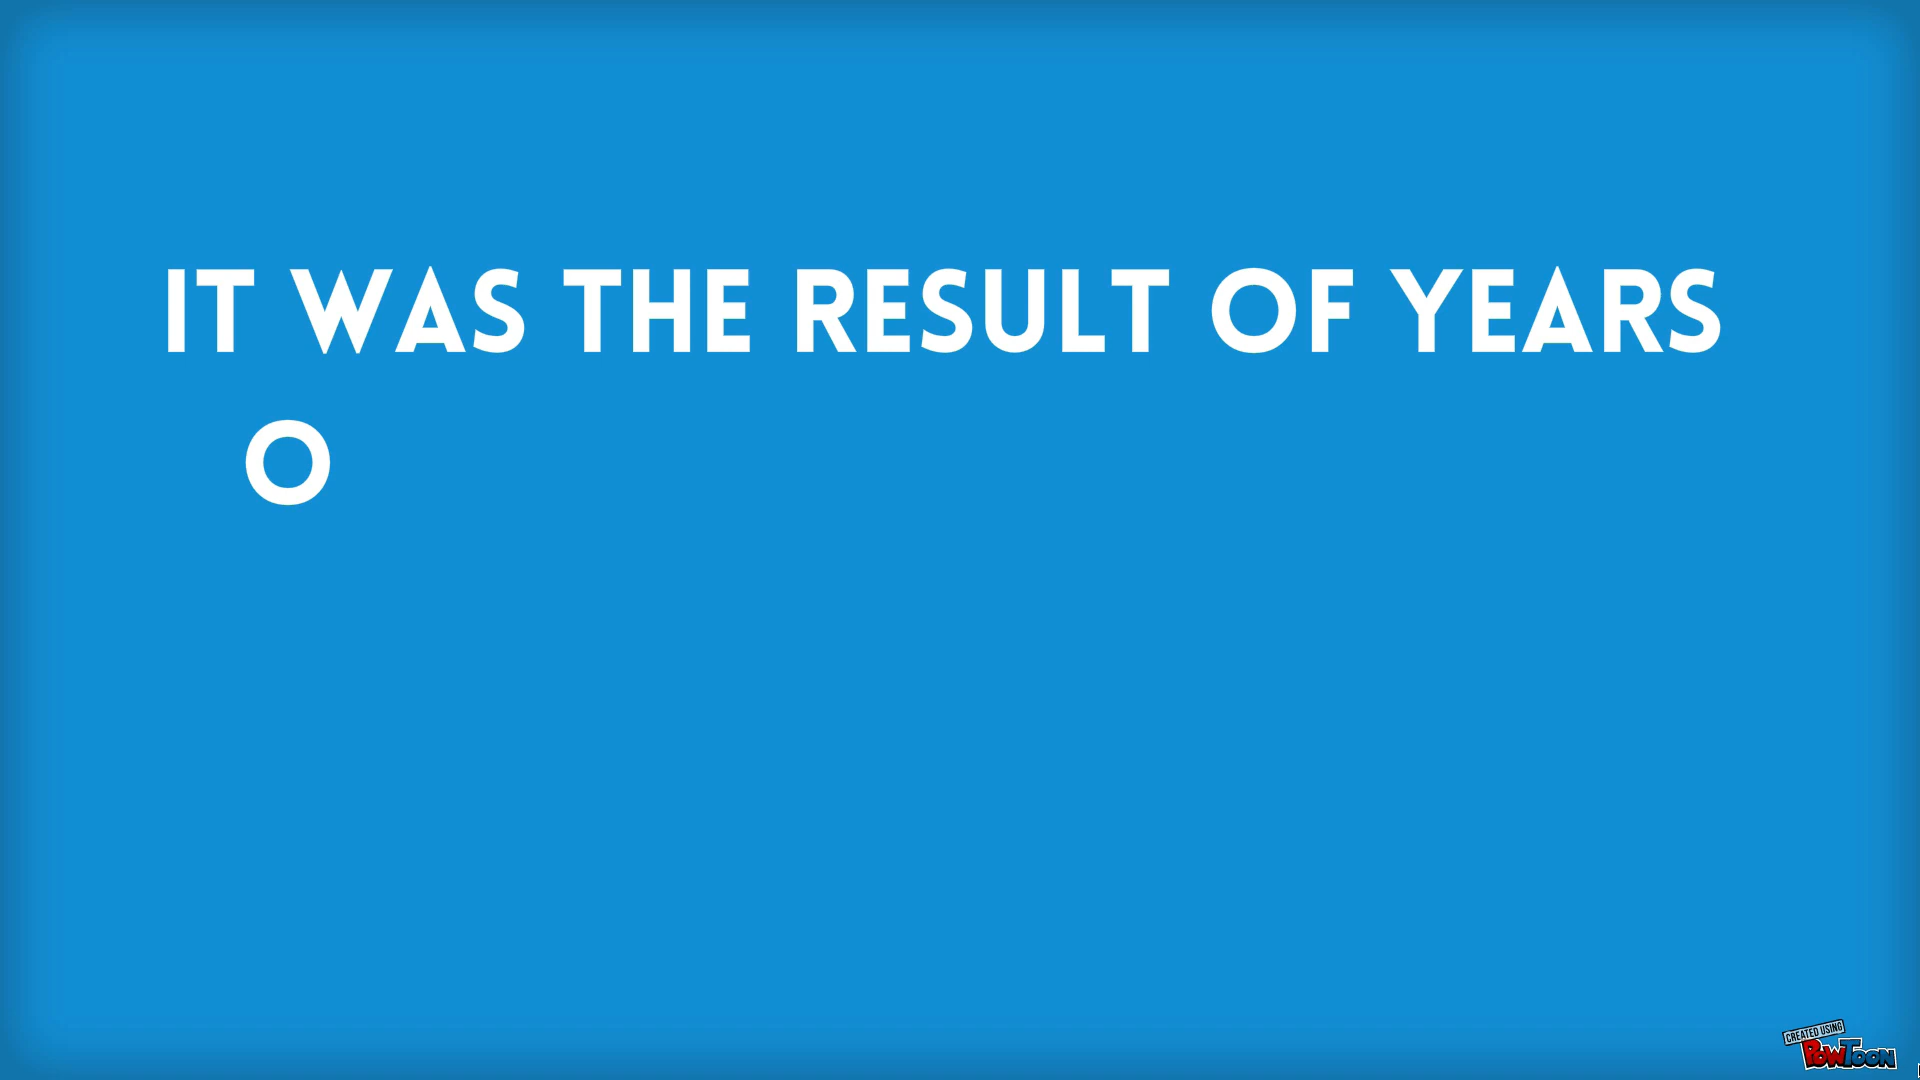 IT WAS THE RESULT OF YEARS
O
CREATED USING
POWTOON